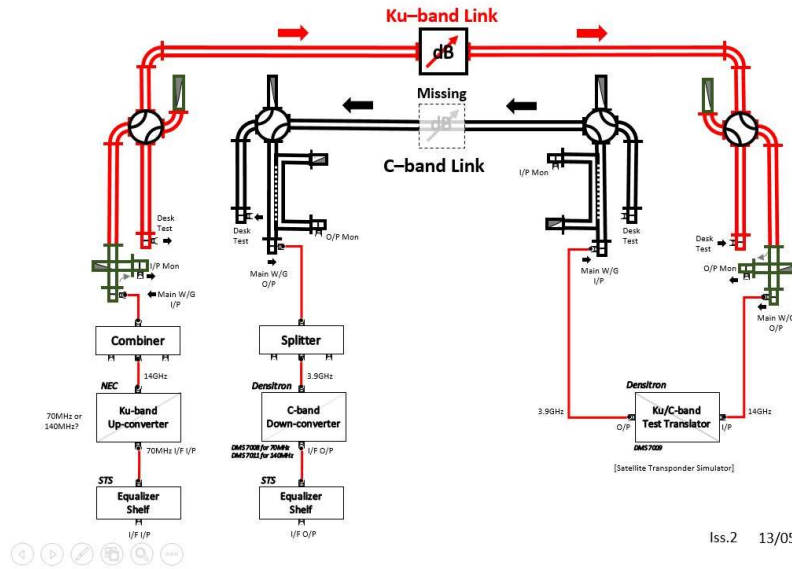 Ku–band Link
dB
Missing
dB
C–band Link
I/P Mon
Desk
Test
Desk
Test
O/P Mon
Desk
Test
Desk
Test
I/P Mon
O/P Mon
Main W/G
O/P
Main W/G
I/P
Main W/G
I/P
Main W/G
O/P
Combiner
Splitter
14GHz
3.9GHz
NEC
Densitron
Densitron
70MHz or
140MHz?
Ku-band
Up-converter
C-band
Down-converter
3.9GHz
Ku/C-band
Test Translator
14GHz
O/P
I/P
DMS7009
70MHz I/F I/P
DMS7008 for 70MHz
DMS7011 for 140MHz
I/F O/P
[Satellite Transponder Simulator]
STS
STS
Equalizer
Shelf
Equalizer
Shelf
I/F I/P
I/F O/P
Iss.2 13/05